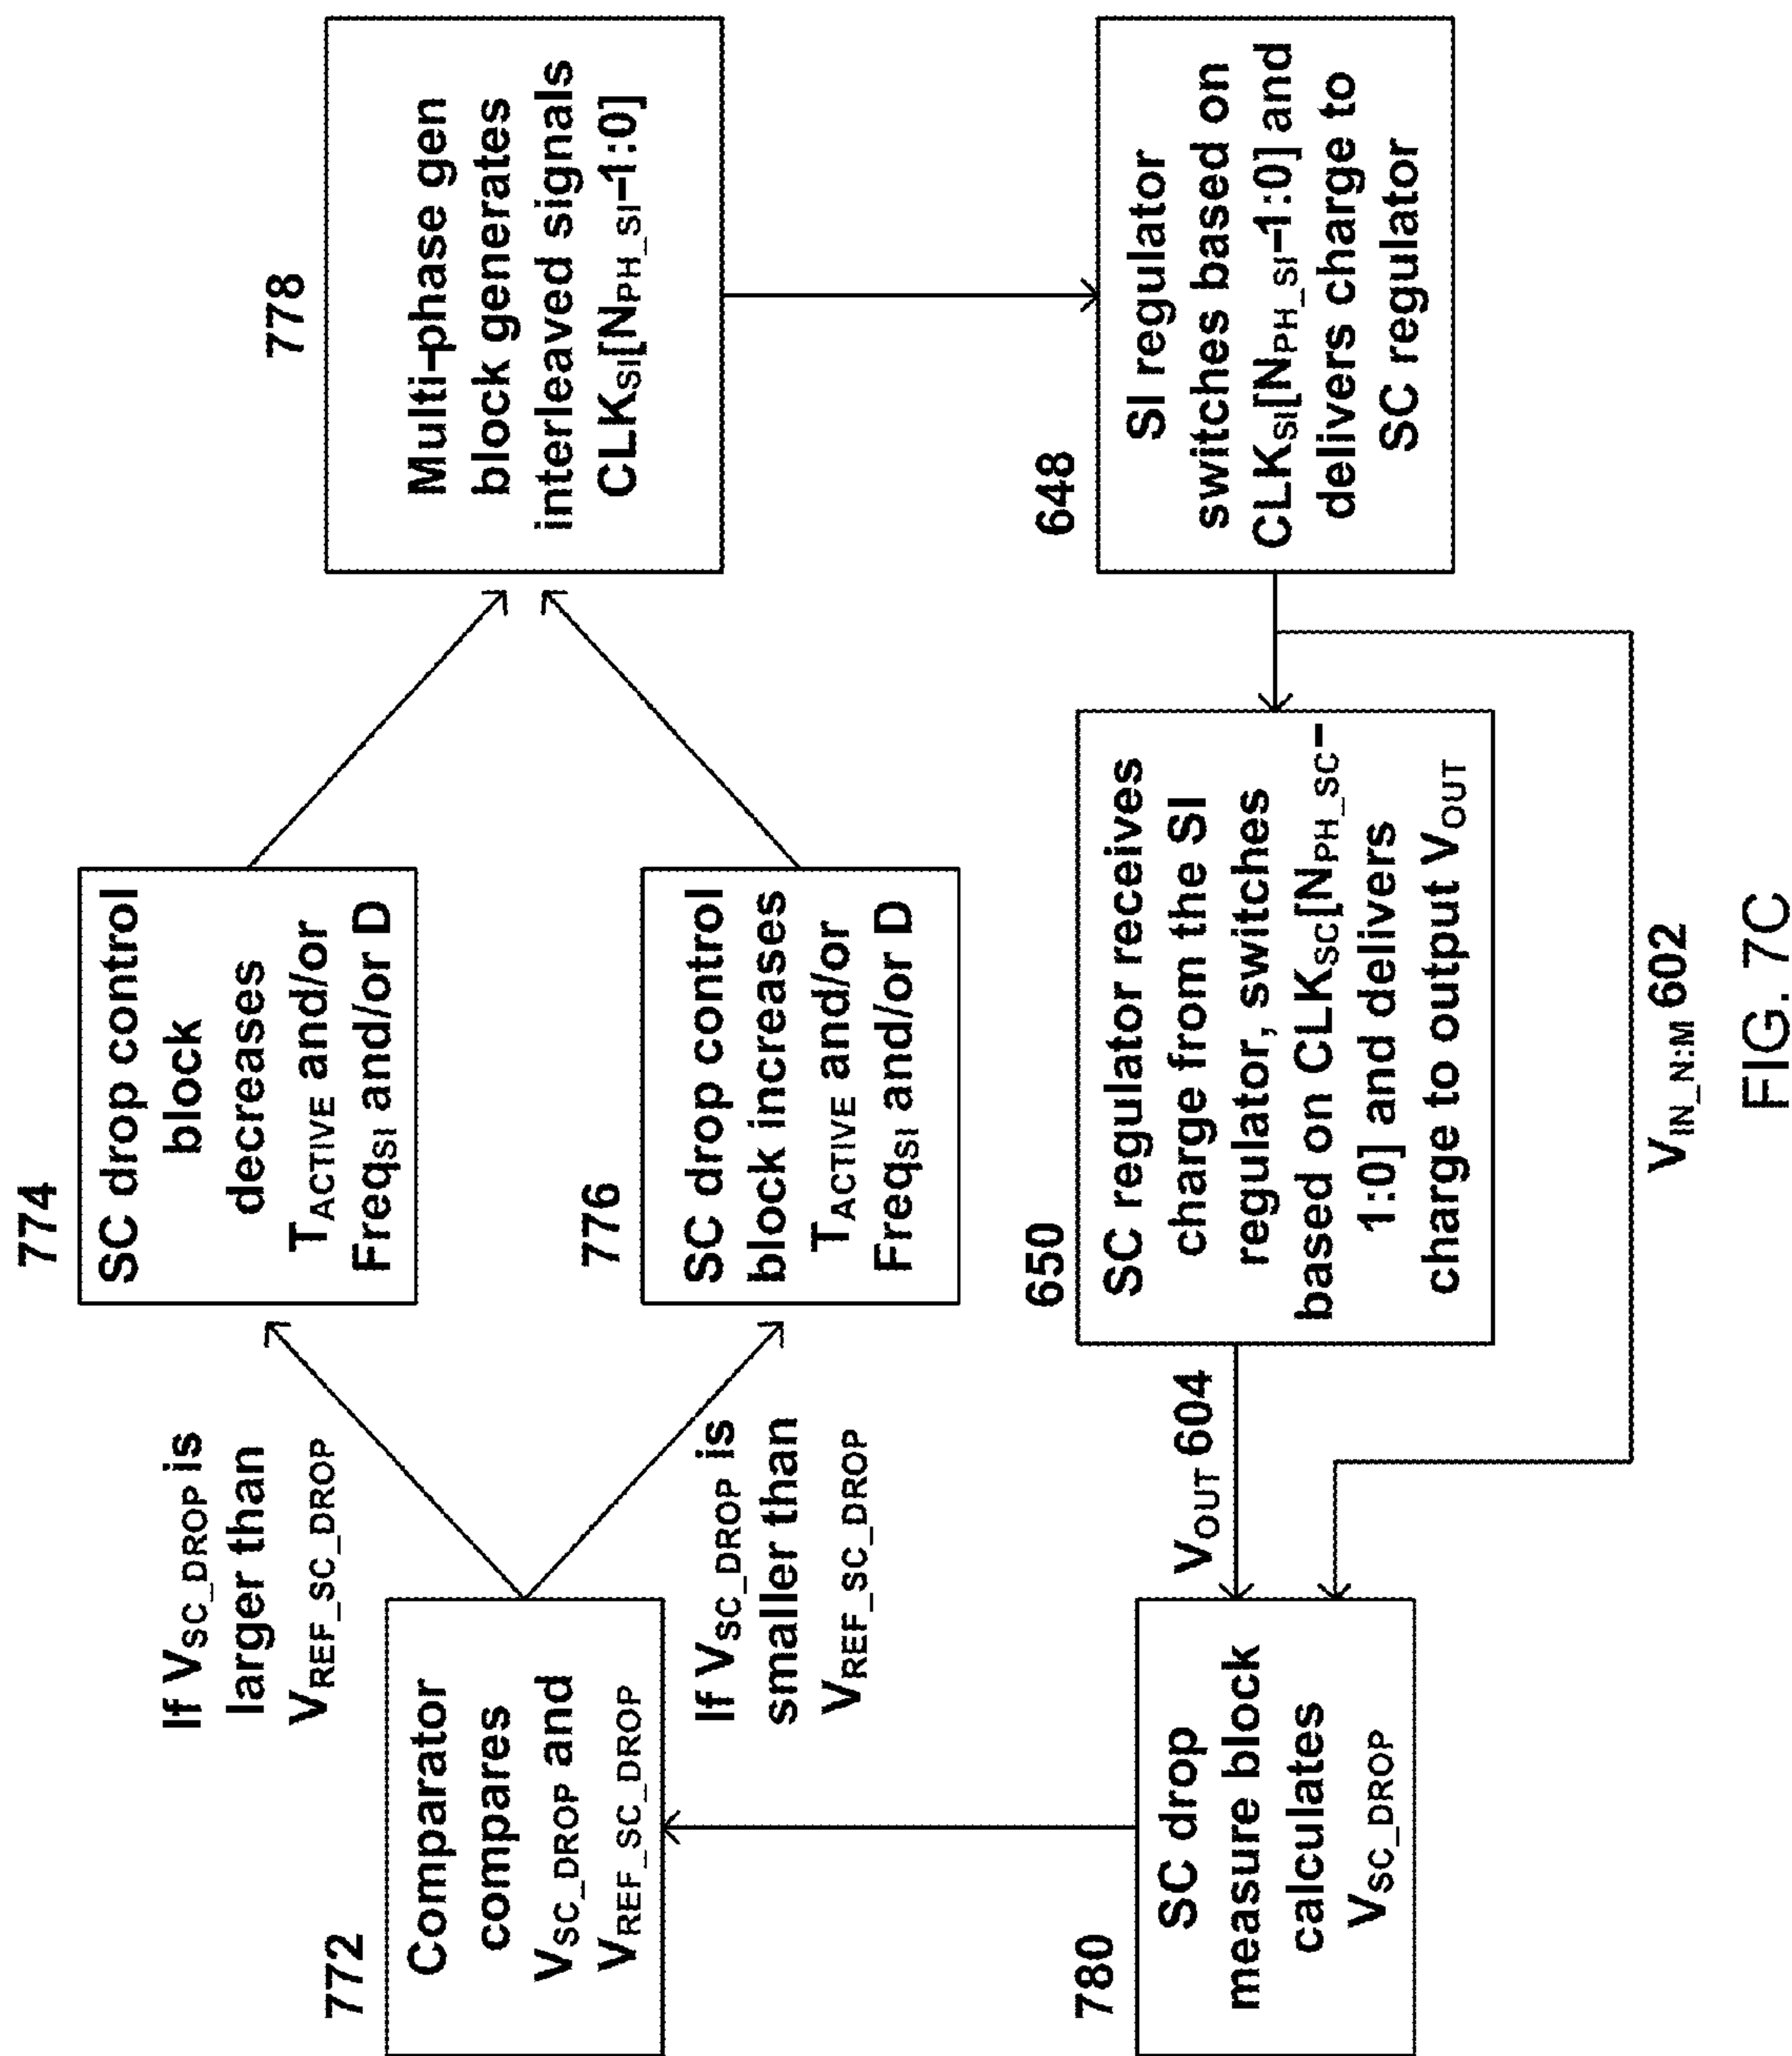 772
Comparator
compares
VSC_DROP and
VREF_SC_DROP
If VSC_DROP is
larger than
VREF_SC_DROP
If VSC_DROP is
smaller than
VREF_SC_DROP
774
SC drop control
block
decreases
TACTIVE and/or
FreqSI and/or D
776
SC drop control
block increases
TACTIVE and/or
FreqSI and/or D
778
Multi-phase gen
block generates
interleaved signals
CLKSI[NPH_SI-1:0]
780
SC drop
measure block
calculates
VSC_DROP
VOUT 604
650
SC regulator receives
charge from the SI
regulator, switches
based on CLKSC[NPH_SC-
1:0] and delivers
charge to output VOUT
648
SI regulator
switches based on
CLKSI[NPH_SI-1:0] and
delivers charge to
SC regulator
VIN_N:M 602
FIG. 7C